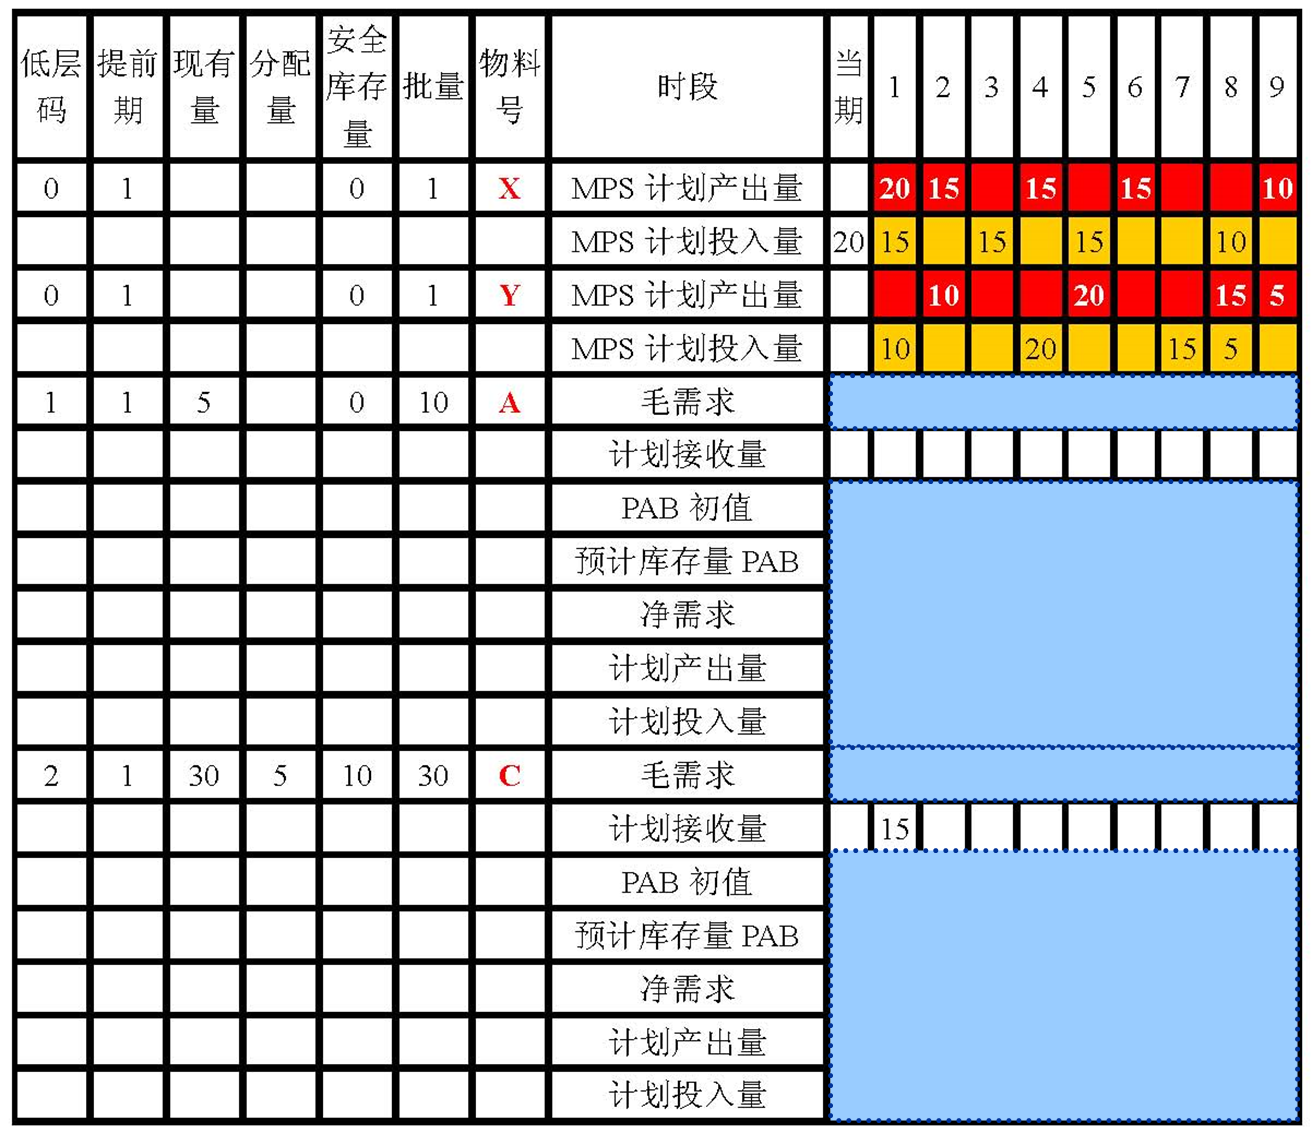 低层码 提前期 现有量 分配量 安全库存量 批量 物料号 时段 当期 1 2 3 4 5 6 7 8 9
0 1 0 1 X MPS 计划产出量 20 15 15 15 10
MPS 计划投入量 20 15 15 15 10
0 1 0 1 Y MPS 计划产出量 10 20 15 5
MPS 计划投入量 10 20 15 5
1 1 5 0 10 A 毛需求
计划接收量
PAB 初值
预计库存量 PAB
净需求
计划产出量
计划投入量
2 1 30 5 10 30 C 毛需求
计划接收量 15
PAB 初值
预计库存量 PAB
净需求
计划产出量
计划投入量